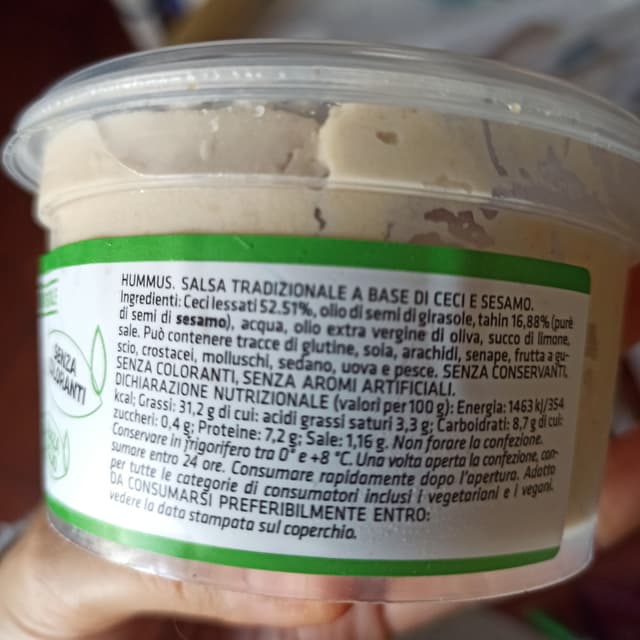 HUMMUS. SALSA TRADIZIONALE A BASE DI CECI E SESAMO.
Ingredienti: Ceci lessati 52.51%, olio di semi di girasole, tahin 16,88% (purè
di semi di sesamo), acqua, olio extra vergine di oliva, succo di limone,
sale. Può contenere tracce di glutine, soia, arachidi, senape, frutta a gu-
scio, crostacei, molluschi, sedano, uova e pesce. SENZA CONSERVANTI,
SENZA COLORANTI, SENZA AROMI ARTIFICIALI.
DICHIARAZIONE NUTRIZIONALE (valori per 100 g): Energia: 1463 kJ/354
kcal; Grassi: 31,2 g di cui: acidi grassi saturi 3,3 g; Carboidrati: 8,7 g di cui:
zuccheri: 0,4 g; Proteine: 7,2 g; Sale: 1,16 g. Non forare la confezione.
Conservare in frigorifero tra 0° e +8 °C. Una volta aperta la confezione, con-
sumare entro 24 ore. Consumare rapidamente dopo l'apertura. Adatto
per tutte le categorie di consumatori inclusi i vegetariani e i vegani.
DA CONSUMARSI PREFERIBILMENTE ENTRO:
vedere la data stampata sul coperchio.
SENZA
COLORANTI